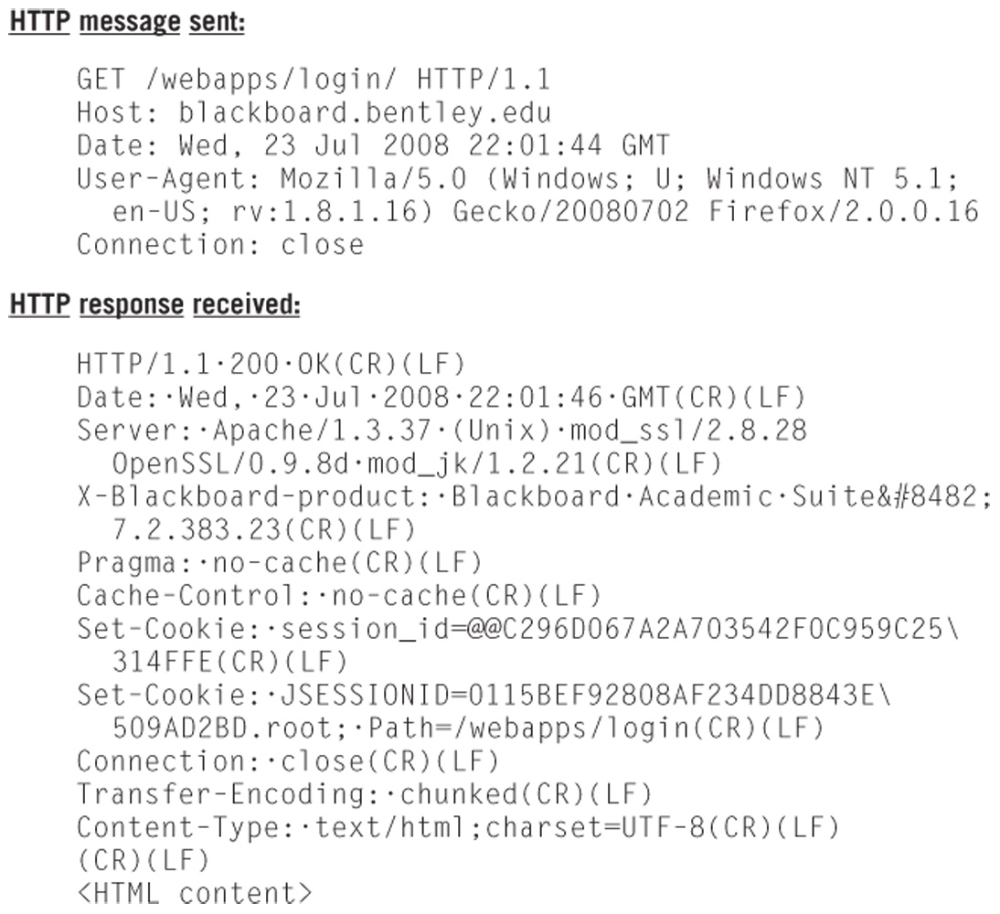 HTTP message sent:
GET /webapps/login/ HTTP/1.1
Host: blackboard.bentley.edu
Date: Wed, 23 Jul 2008 22:01:44 GMT
User-Agent: Mozilla/5.0 (Windows; U; Windows NT 5.1;
en-US; rv:1.8.1.16) Gecko/20080702 Firefox/2.0.0.16
Connection: close
HTTP response received:
HTTP/1.1·200·OK(CR)(LF)
Date:·Wed,·23·Jul·2008·22:01:46·GMT(CR)(LF)
Server:·Apache/1.3.37·(Unix)·mod_ssl/2.8.28
OpenSSL/0.9.8d·mod_jk/1.2.21(CR)(LF)
X-Blackboard-product:·Blackboard·Academic·Suite&#8482;
7.2.383.23(CR)(LF)
Pragma:·no-cache(CR)(LF)
Cache-Control:·no-cache(CR)(LF)
Set-Cookie:·session_id=@@C296D067A2A703542F0C959C25\
314FFE(CR)(LF)
Set-Cookie:·JSESSIONID=0115BEF92808AF234DD8843E\
509AD2BD.root;·Path=/webapps/login(CR)(LF)
Connection:·close(CR)(LF)
Transfer-Encoding:·chunked(CR)(LF)
Content-Type:·text/html;charset=UTF-8(CR)(LF)
(CR)(LF)
<HTML content>